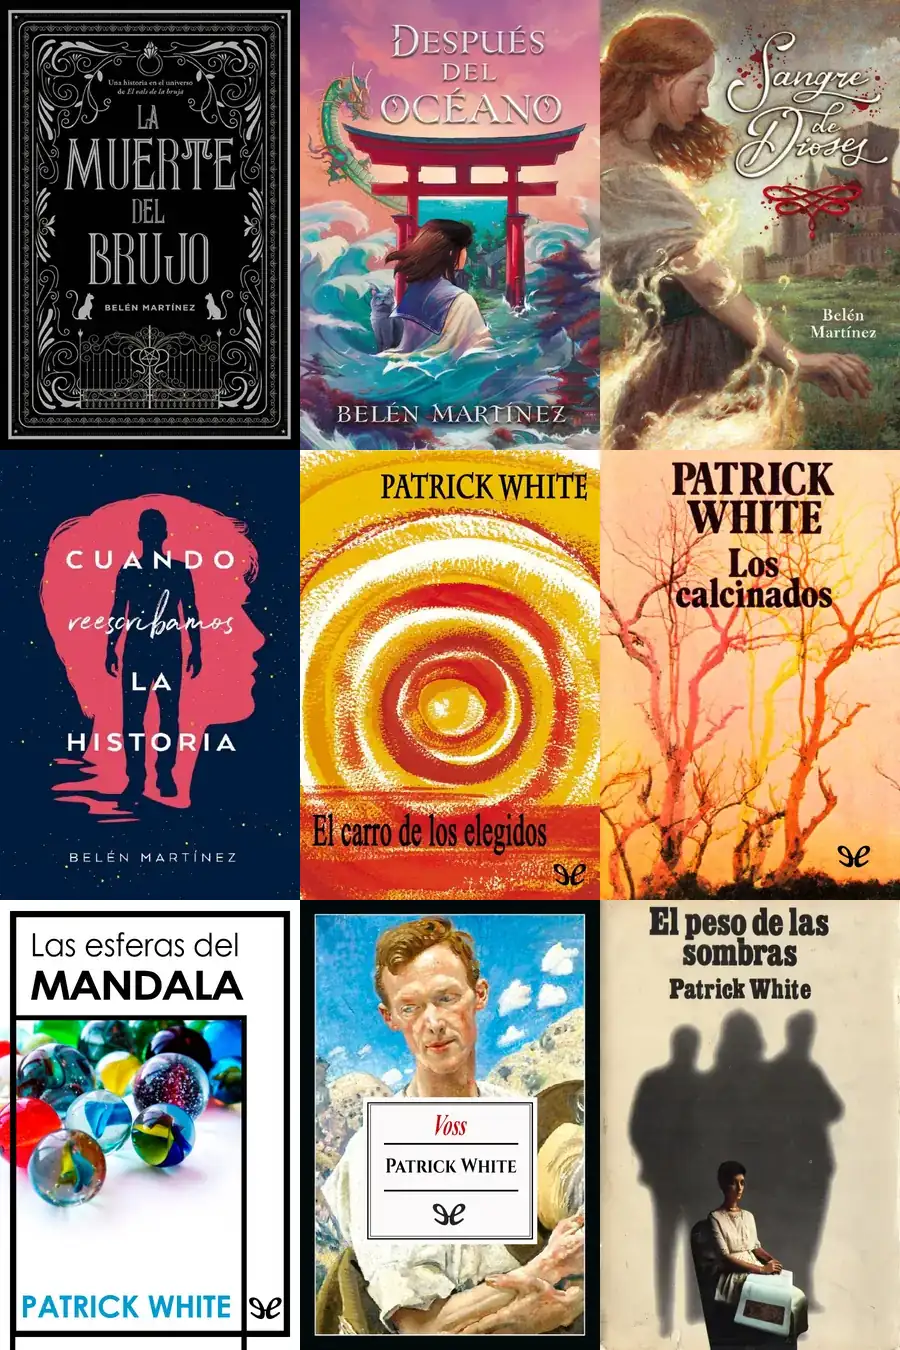 Una historia en el universo
de El vals de la bruja
LA
MUERTE
DEL
BRUJO
BELÉN MARTÍNEZ
DESPUÉS
DEL
OCÉANO
BELÉN MARTÍNEZ
Sangre
de
Dioses
Belén
Martínez
CUANDO
reescribamos
LA
HISTORIA
BELÉN MARTÍNEZ
PATRICK WHITE
El carro de los elegidos
PATRICK
WHITE
Los
calcinados
Las esferas del
MANDALA
PATRICK WHITE
Voss
PATRICK WHITE
El peso de las
sombras
Patrick White